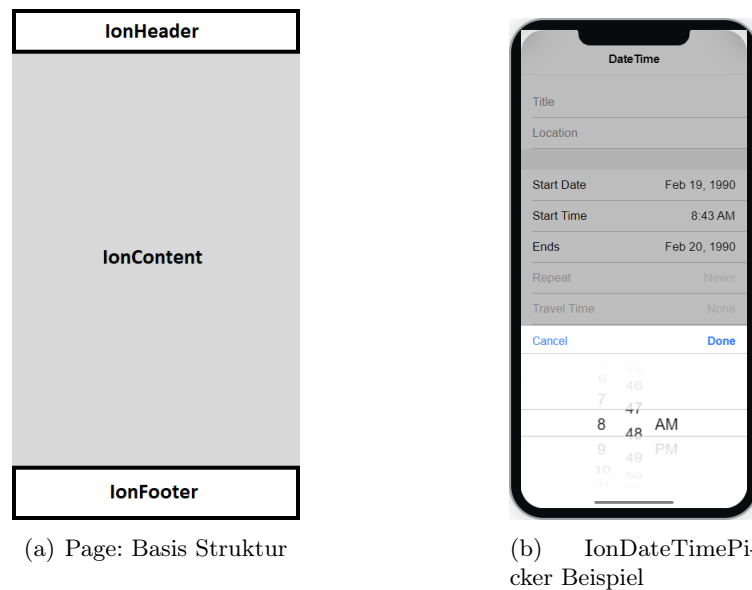 IonHeader
IonContent
IonFooter
(a) Page: Basis Struktur
DateTime
Title
Location
Start Date Feb 19, 1990
Start Time 8:43 AM
Ends Feb 20, 1990
Repeat Never
Travel Time None
Cancel Done
6 46
7 47
8 48 AM
9 49 PM
10 50
(b) IonDateTimePi-
cker Beispiel